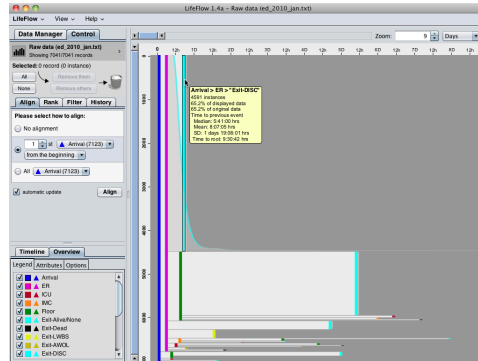 LifeFlow 1.4a – Raw data (ed_2010_jan.txt)
LifeFlow View Help
Data Manager Control
Raw data (ed_2010_jan.txt)
Showing 7041/7041 records
Selected: 0 record (0 instance)
All Remove them
None Remove others
Align Rank Filter History
Please select how to align:
No alignment
1 st Arrival (7123)
from the beginning
All Arrival (7123)
automatic update Align
Timeline Overview
Legend Attributes Options
Arrival
ER
ICU
IMC
Floor
Exit-Alive/None
Exit-Dead
Exit-LWBS
Exit-LWOL
Exit-DISC
Zoom: 9 Days
Arrival > ER > "Exit-DISC"
4591 instances
65.2% of displayed data
65.2% of original data
Time to previous event
Median: 5:41:00 hrs
Mean: 8:07:05 hrs
SD: 1 days 19:06:01 hrs
Time to root: 9:30:42 hrs